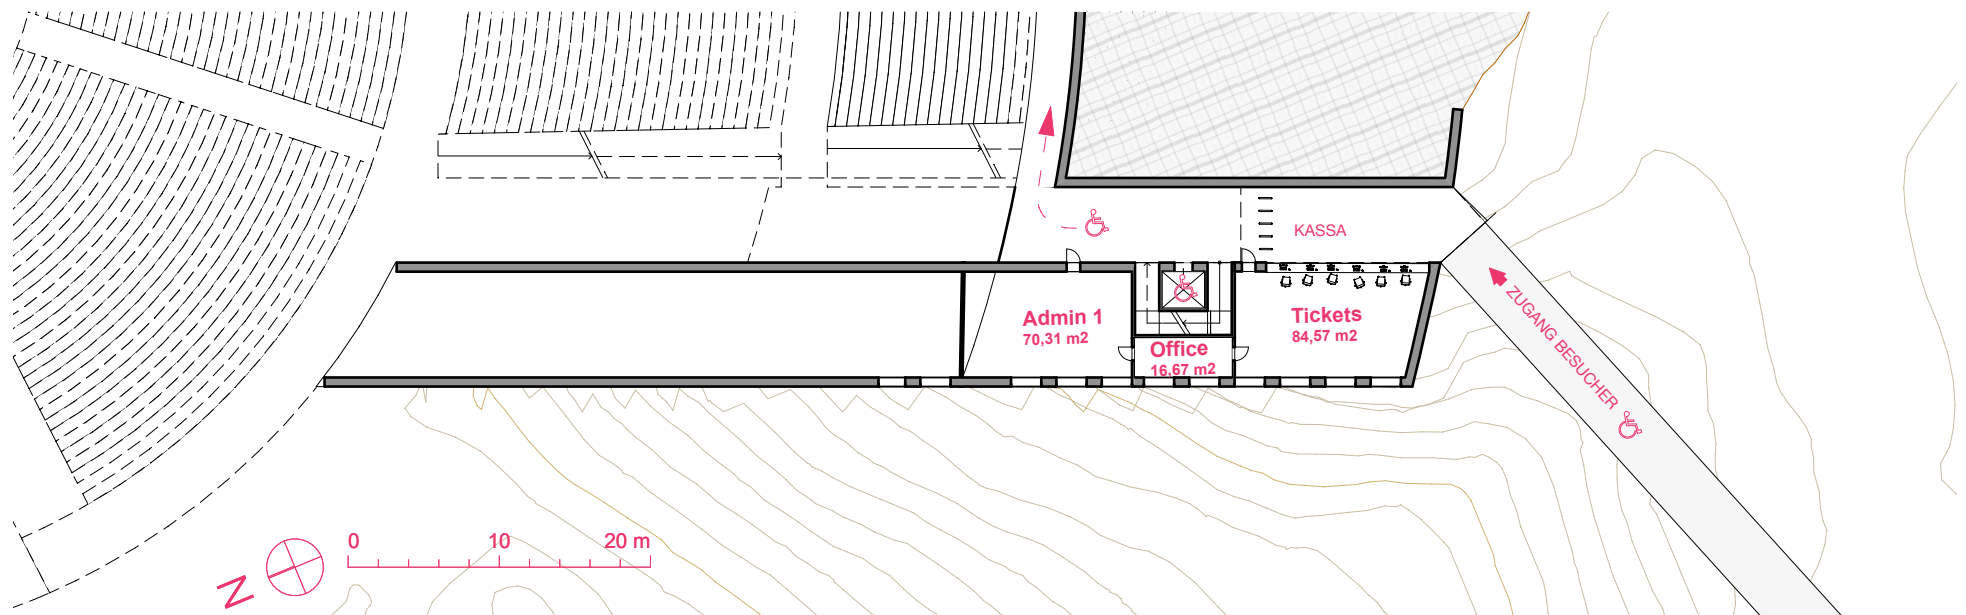 KASSA
Admin 1
70,31 m2
Office
16,67 m2
Tickets
84,57 m2
ZUGANG BESUCHER
0 10 20 m
N